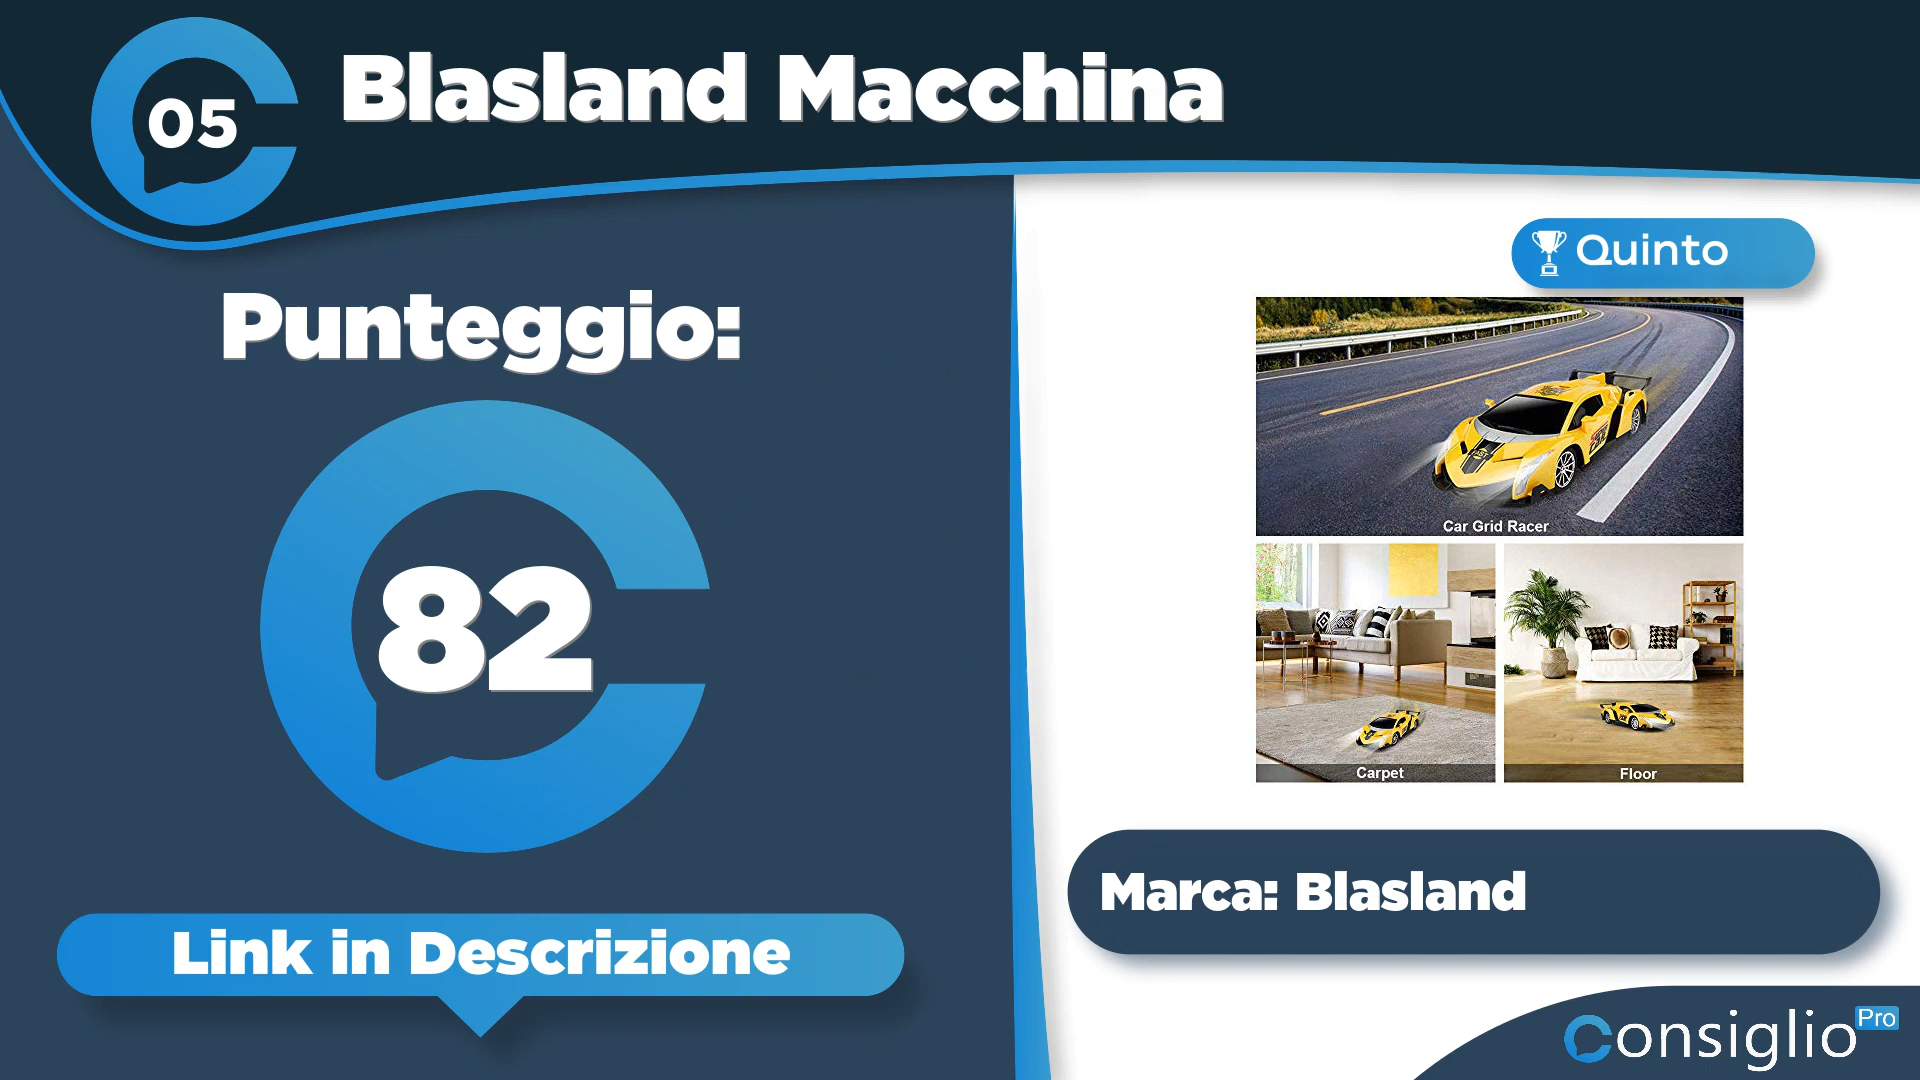 05
Blasland Macchina
Punteggio:
82
Link in Descrizione
Quinto
Car Grid Racer
Carpet
Floor
Marca: Blasland
Consiglio Pro